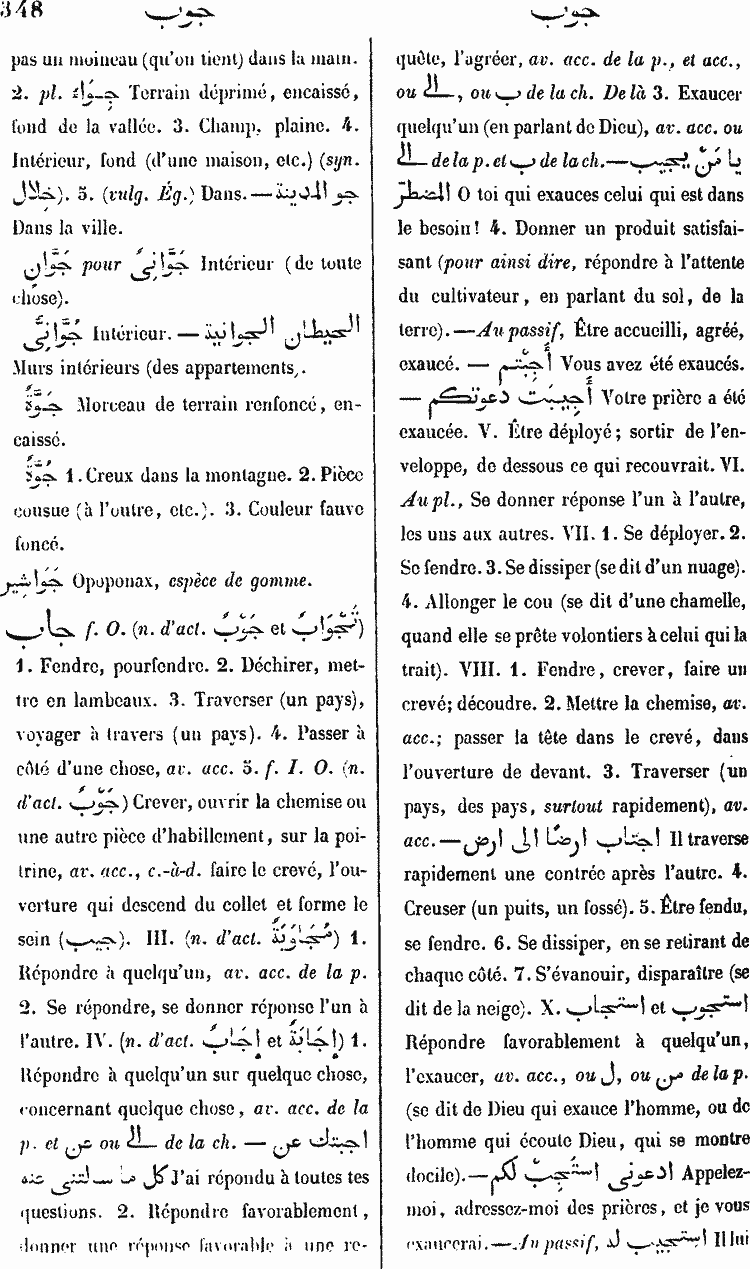 348 جوب جوب
pas un moineau (qu'on tient) dans la main.
2. pl. جِوَاءٌ Terrain déprimé, encaissé,
fond de la vallée. 3. Champ, plaine. 4.
Intérieur, fond (d'une maison, etc.) (syn.
خلال). 5. (vulg. Ég.) Dans. — جو المدينة
Dans la ville.
جَوَّانٍ pour جَوَّانِىٌّ Intérieur (de toute
chose).
جُوَّانِىٌّ Intérieur. — الحيطان الجوانية
Murs intérieurs (des appartements).
جَوَّةٌ Morceau de terrain renfoncé, en-
caissé.
جُوَّةٌ 1. Creux dans la montagne. 2. Pièce
cousue (à l'outre, etc.). 3. Couleur fauve
foncé.
جَوَاشِير Opoponax, espèce de gomme.
جاب f. O. (n. d'act. جَوْبٌ et تَجْوَابٌ)
1. Fendre, pourfendre. 2. Déchirer, met-
tre en lambeaux. 3. Traverser (un pays),
voyager à travers (un pays). 4. Passer à
côté d'une chose, av. acc. 5. f. I. O. (n.
d'act. جَوْبٌ) Crever, ouvrir la chemise ou
une autre pièce d'habillement, sur la poi-
trine, av. acc., c.-à-d. faire le crevé, l'ou-
verture qui descend du collet et forme le
sein (جيب). III. (n. d'act. مُجَاوَبَةٌ) 1.
Répondre à quelqu'un, av. acc. de la p.
2. Se répondre, se donner réponse l'un à
l'autre. IV. (n. d'act. إِجَابٌ et إِجَابَةٌ) 1.
Répondre à quelqu'un sur quelque chose,
concernant quelque chose, av. acc. de la
p. et عن ou الى de la ch. — اجبتك عن
كل ما سالتنى عنه J'ai répondu à toutes tes
questions. 2. Répondre favorablement,
donner une réponse favorable à une re-
quête, l'agréer, av. acc. de la p., et acc.,
ou الى, ou ب de la ch. De là 3. Exaucer
quelqu'un (en parlant de Dieu), av. acc. ou
الى de la p. et ب de la ch. — يا مَنْ يجيب
المضطر O toi qui exauces celui qui est dans
le besoin! 4. Donner un produit satisfai-
sant (pour ainsi dire, répondre à l'attente
du cultivateur, en parlant du sol, de la
terre). — Au passif, Être accueilli, agréé,
exaucé. — أُجِبْتم Vous avez été exaucés.
— أُجِيبَت دعوتكم Votre prière a été
exaucée. V. Être déployé; sortir de l'en-
veloppe, de dessous ce qui recouvrait. VI.
Au pl., Se donner réponse l'un à l'autre,
les uns aux autres. VII. 1. Se déployer. 2.
Se fendre. 3. Se dissiper (se dit d'un nuage).
4. Allonger le cou (se dit d'une chamelle,
quand elle se prête volontiers à celui qui la
trait). VIII. 1. Fendre, crever, faire un
crevé; découdre. 2. Mettre la chemise, av.
acc.; passer la tête dans le crevé, dans
l'ouverture de devant. 3. Traverser (un
pays, des pays, surtout rapidement), av.
acc. — اجتاب ارضًا الى ارض Il traverse
rapidement une contrée après l'autre. 4.
Creuser (un puits, un fossé). 5. Être fendu,
se fendre. 6. Se dissiper, en se retirant de
chaque côté. 7. S'évanouir, disparaître (se
dit de la neige). X. استجاب et استجوب
Répondre favorablement à quelqu'un,
l'exaucer, av. acc., ou ل, ou من de la p.
(se dit de Dieu qui exauce l'homme, ou de
l'homme qui écoute Dieu, qui se montre
docile). — ادعونى استَجِبْ لكم Appelez-
moi, adressez-moi des prières, et je vous
exaucerai. — Au passif, استجيب له Il lui